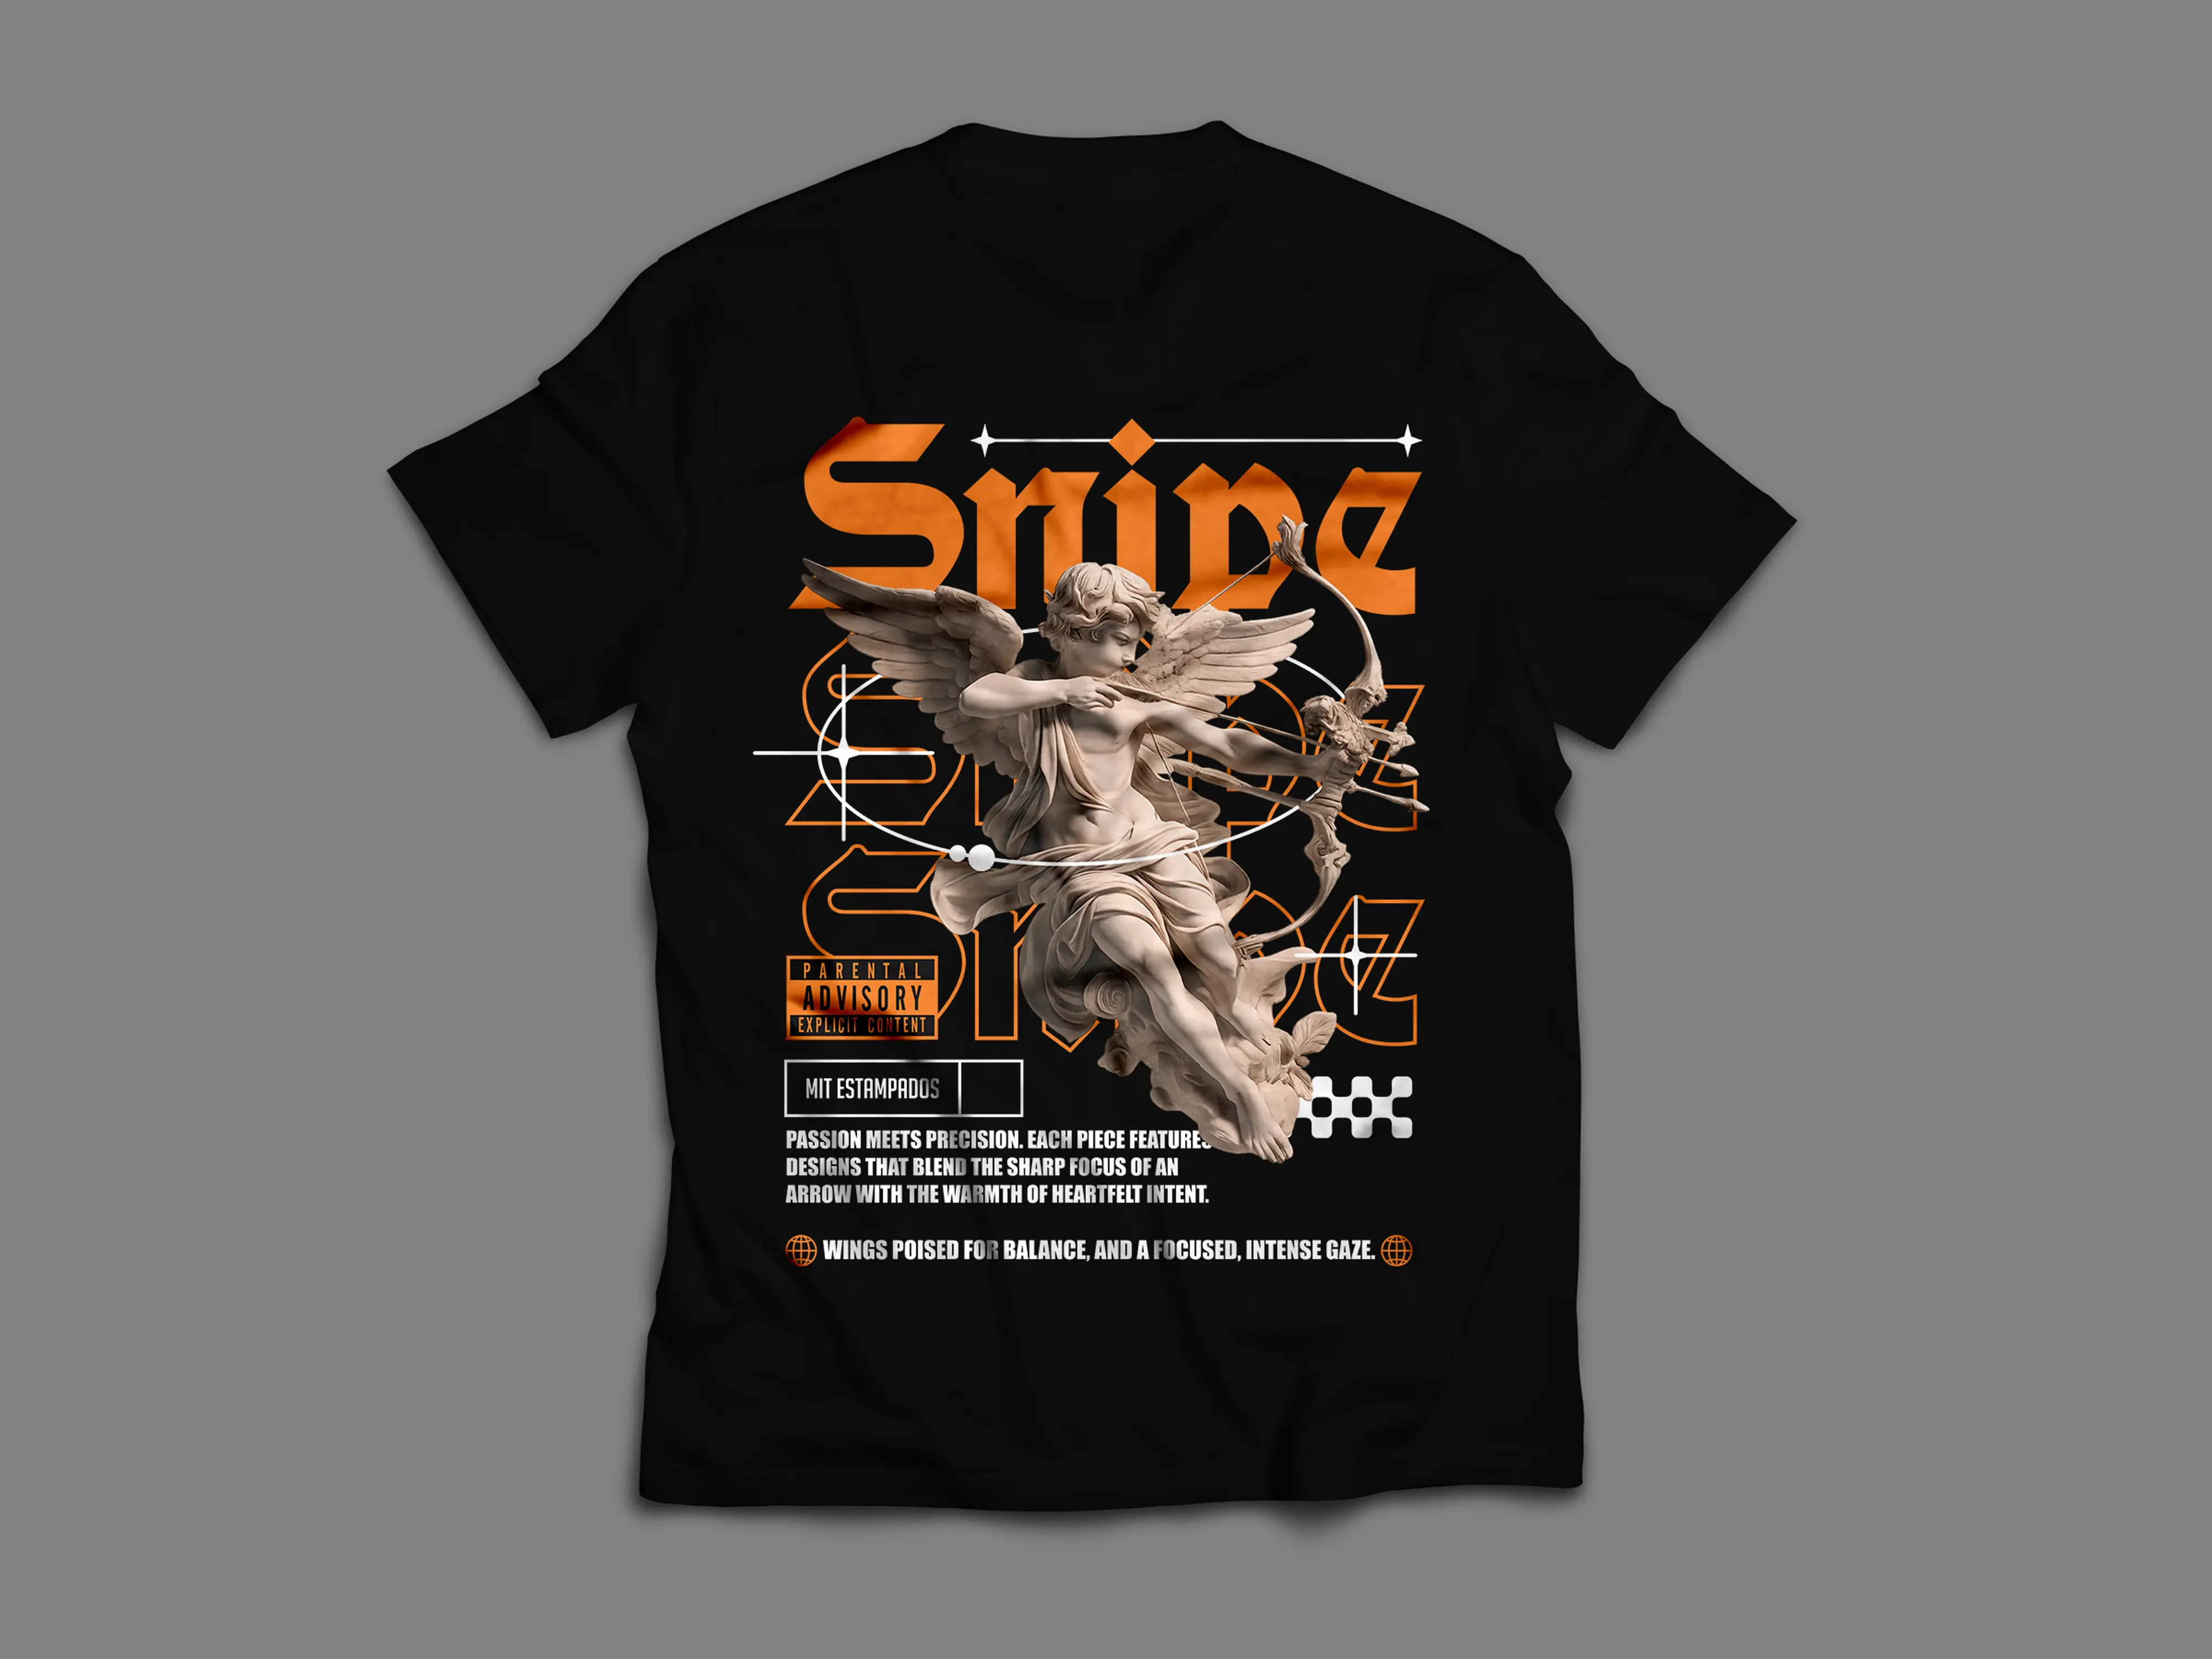 Snipe
Snipe
Snipe
PARENTAL
ADVISORY
EXPLICIT CONTENT
MIT ESTAMPADOS
PASSION MEETS PRECISION. EACH PIECE FEATURES
DESIGNS THAT BLEND THE SHARP FOCUS OF AN
ARROW WITH THE WARMTH OF HEARTFELT INTENT.
WINGS POISED FOR BALANCE, AND A FOCUSED, INTENSE GAZE.